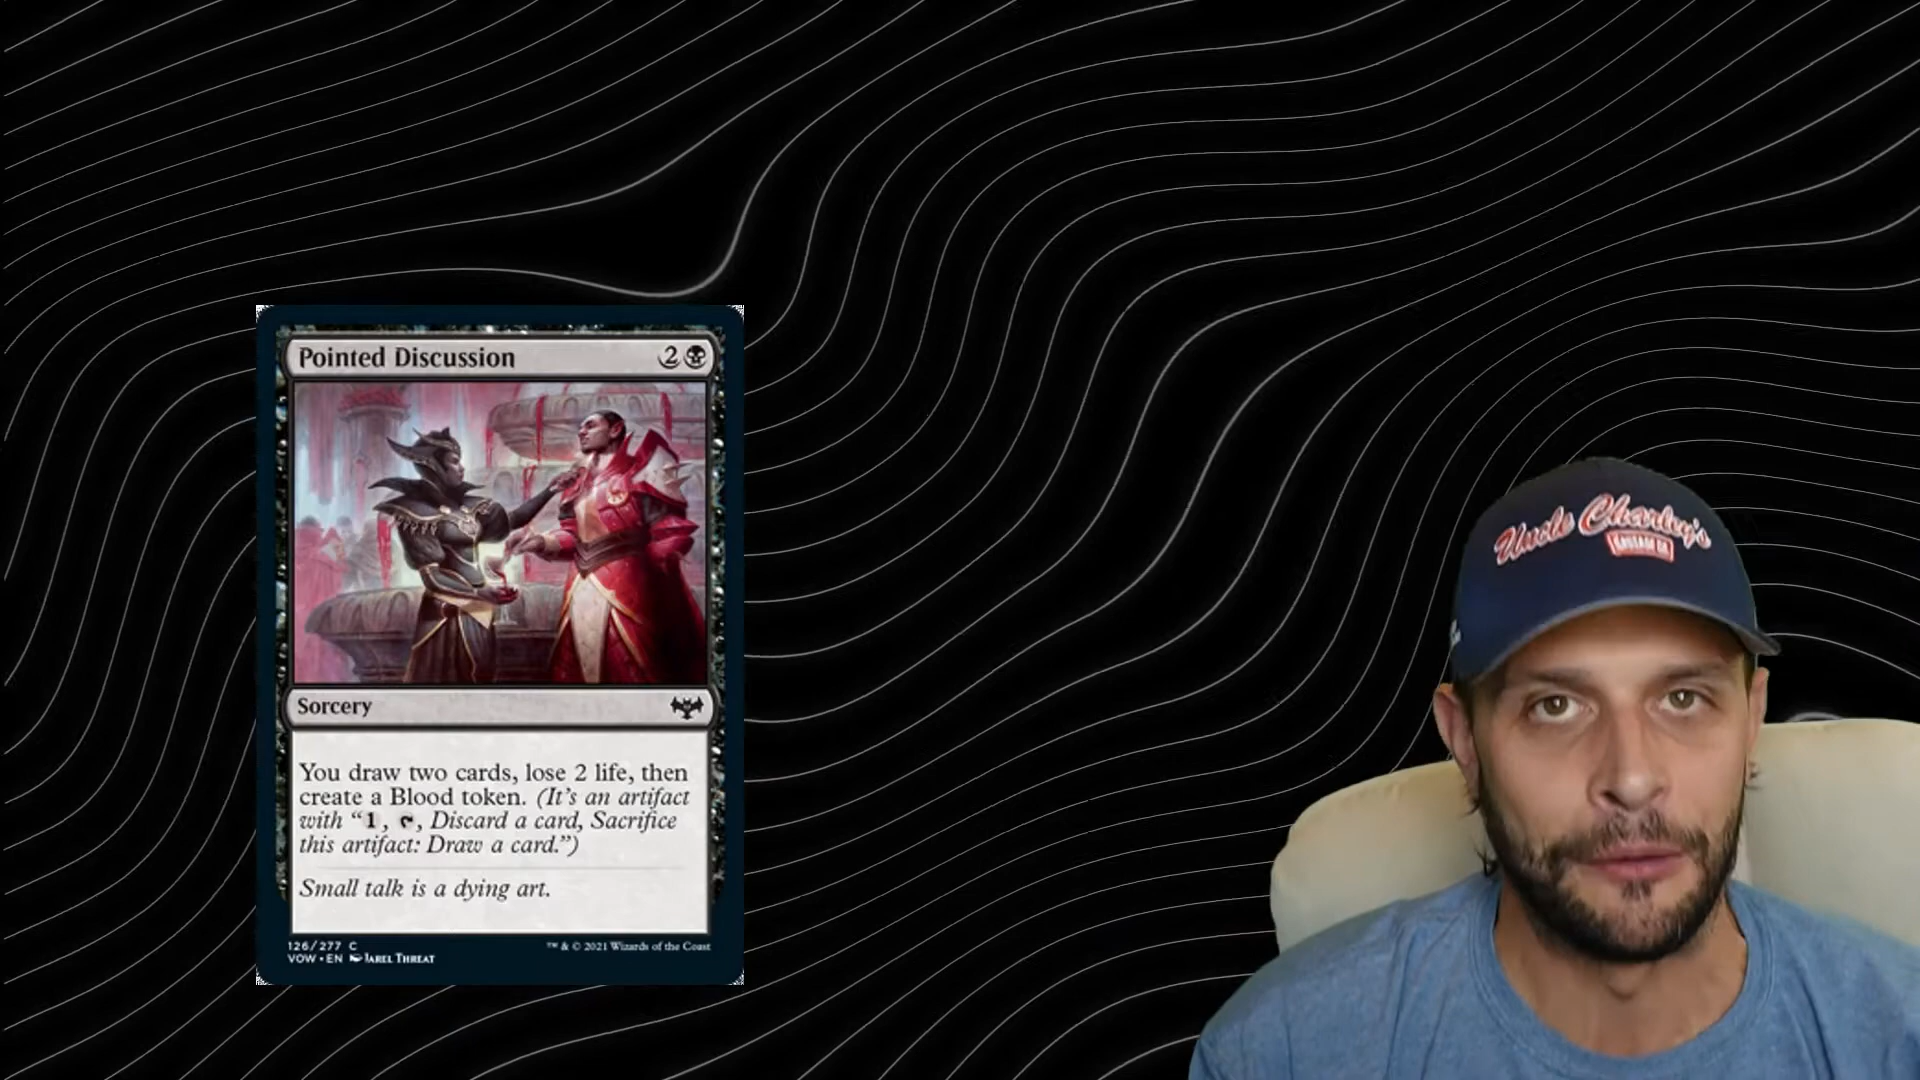 Pointed Discussion 2
Sorcery
You draw two cards, lose 2 life, then
create a Blood token. (It's an artifact
with “1, , Discard a card, Sacrifice
this artifact: Draw a card.”)
Small talk is a dying art.
126/277 C
VOW • EN JAREL THREAT
™ & © 2021 Wizards of the Coast
Uncle Charley's
SAUSAGE CO.